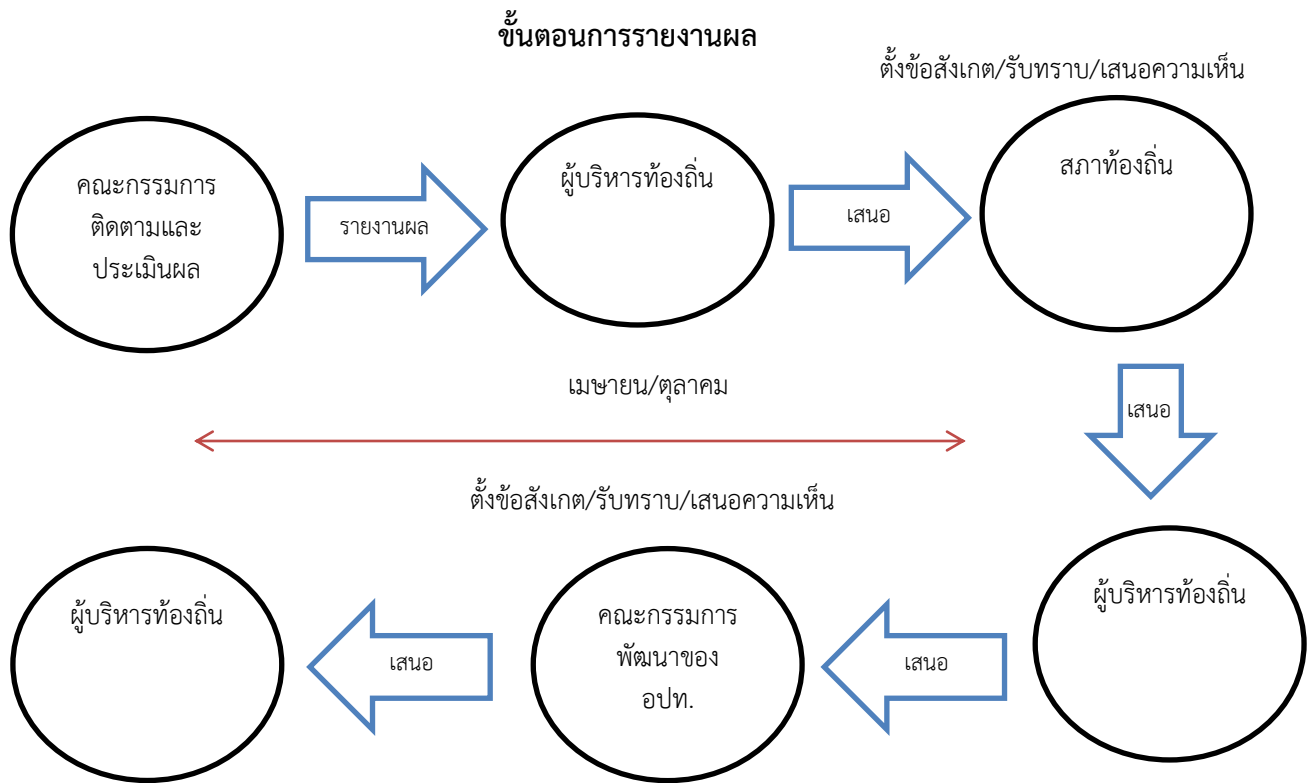 ขั้นตอนการรายงานผล
ตั้งข้อสังเกต/รับทราบ/เสนอความเห็น
คณะกรรมการ
ติดตามและ
ประเมินผล
รายงานผล
ผู้บริหารท้องถิ่น
เสนอ
สภาท้องถิ่น
เมษายน/ตุลาคม
เสนอ
ตั้งข้อสังเกต/รับทราบ/เสนอความเห็น
ผู้บริหารท้องถิ่น
เสนอ
คณะกรรมการ
พัฒนาของ
อปท.
เสนอ
ผู้บริหารท้องถิ่น